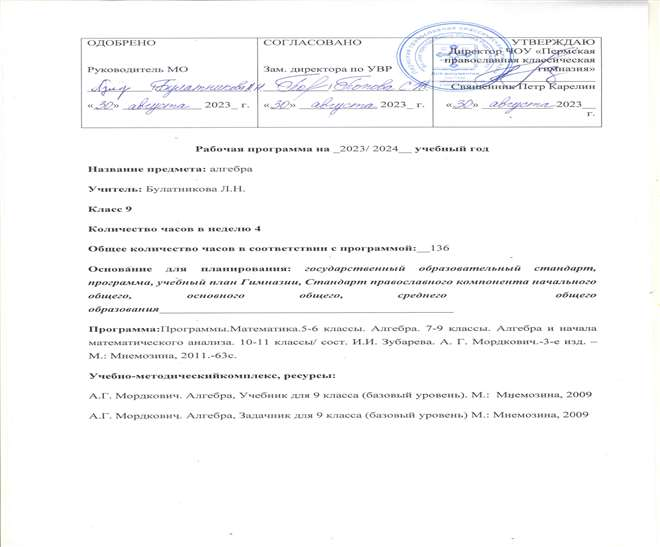 ОДОБРЕНО
Руководитель МО
Булатникова Л.Н.
«30» августа 2023_ г.
СОГЛАСОВАНО
Зам. директора по УВР
Попова С.В.
«30» августа 2023_ г.
УТВЕРЖДАЮ
Директор ЧОУ «Пермская
православная классическая
гимназия»
Священник Петр Карелин
«30» августа 2023__
г.
Рабочая программа на _2023/ 2024__ учебный год
Название предмета: алгебра
Учитель: Булатникова Л.Н.
Класс 9
Количество часов в неделю 4
Общее количество часов в соответствии с программой:__136
Основание для планирования: государственный образовательный стандарт,
программа, учебный план Гимназии, Стандарт православного компонента начального
общего, основного общего, среднего общего
образования
Программа:Программы.Математика.5-6 классы. Алгебра. 7-9 классы. Алгебра и начала
математического анализа. 10-11 классы/ сост. И.И. Зубарева. А. Г. Мордкович.-3-е изд. –
М.: Мнемозина, 2011.-63с.
Учебно-методическийкомплекс, ресурсы:
А.Г. Мордкович. Алгебра, Учебник для 9 класса (базовый уровень). М.: Мнемозина, 2009
А.Г. Мордкович. Алгебра, Задачник для 9 класса (базовый уровень) М.: Мнемозина, 2009